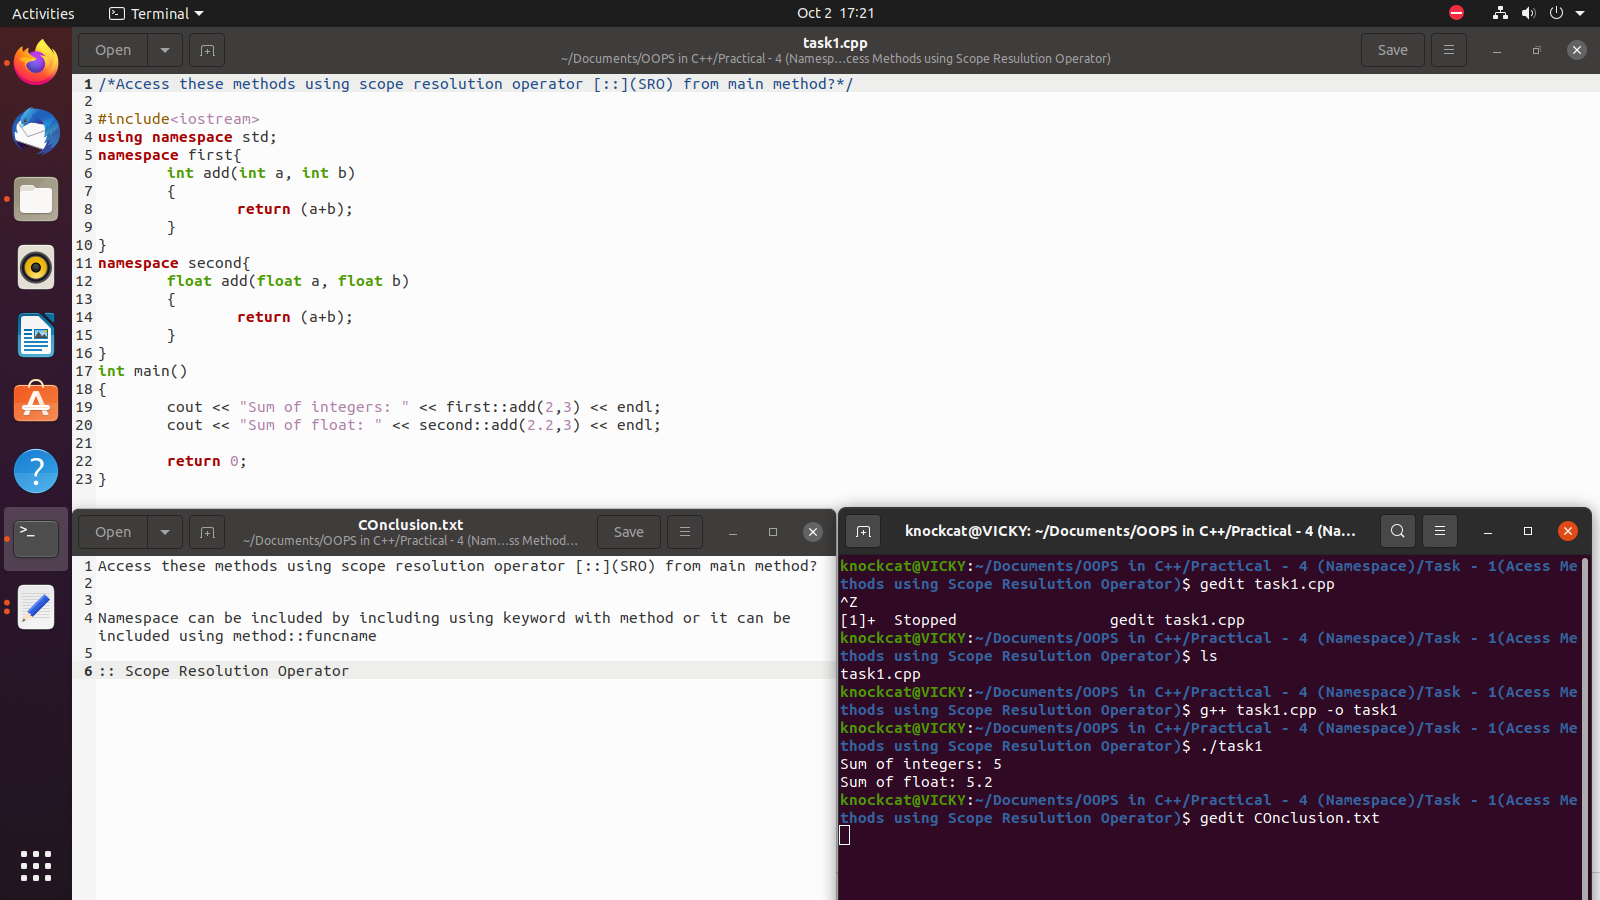 Activities
Terminal
Oct 2 17:21
Open
task1.cpp
~/Documents/OOPS in C++/Practical - 4 (Namesp...cess Methods using Scope Resulution Operator)
Save
1 /*Access these methods using scope resolution operator [::](SRO) from main method?*/
2
3 #include<iostream>
4 using namespace std;
5 namespace first{
6 int add(int a, int b)
7 {
8 return (a+b);
9 }
10 }
11 namespace second{
12 float add(float a, float b)
13 {
14 return (a+b);
15 }
16 }
17 int main()
18 {
19 cout << "Sum of integers: " << first::add(2,3) << endl;
20 cout << "Sum of float: " << second::add(2.2,3) << endl;
21
22 return 0;
23 }
Open
COnclusion.txt
~/Documents/OOPS in C++/Practical - 4 (Nam...ss Method...
Save
1 Access these methods using scope resolution operator [::](SRO) from main method?
2
3
4 Namespace can be included by including using keyword with method or it can be
included using method::funcname
5
6 :: Scope Resolution Operator
knockcat@VICKY: ~/Documents/OOPS in C++/Practical - 4 (Na...
knockcat@VICKY:~/Documents/OOPS in C++/Practical - 4 (Namespace)/Task - 1(Acess Me
thods using Scope Resulution Operator)$ gedit task1.cpp
^Z
[1]+ Stopped gedit task1.cpp
knockcat@VICKY:~/Documents/OOPS in C++/Practical - 4 (Namespace)/Task - 1(Acess Me
thods using Scope Resulution Operator)$ ls
task1.cpp
knockcat@VICKY:~/Documents/OOPS in C++/Practical - 4 (Namespace)/Task - 1(Acess Me
thods using Scope Resulution Operator)$ g++ task1.cpp -o task1
knockcat@VICKY:~/Documents/OOPS in C++/Practical - 4 (Namespace)/Task - 1(Acess Me
thods using Scope Resulution Operator)$ ./task1
Sum of integers: 5
Sum of float: 5.2
knockcat@VICKY:~/Documents/OOPS in C++/Practical - 4 (Namespace)/Task - 1(Acess Me
thods using Scope Resulution Operator)$ gedit COnclusion.txt